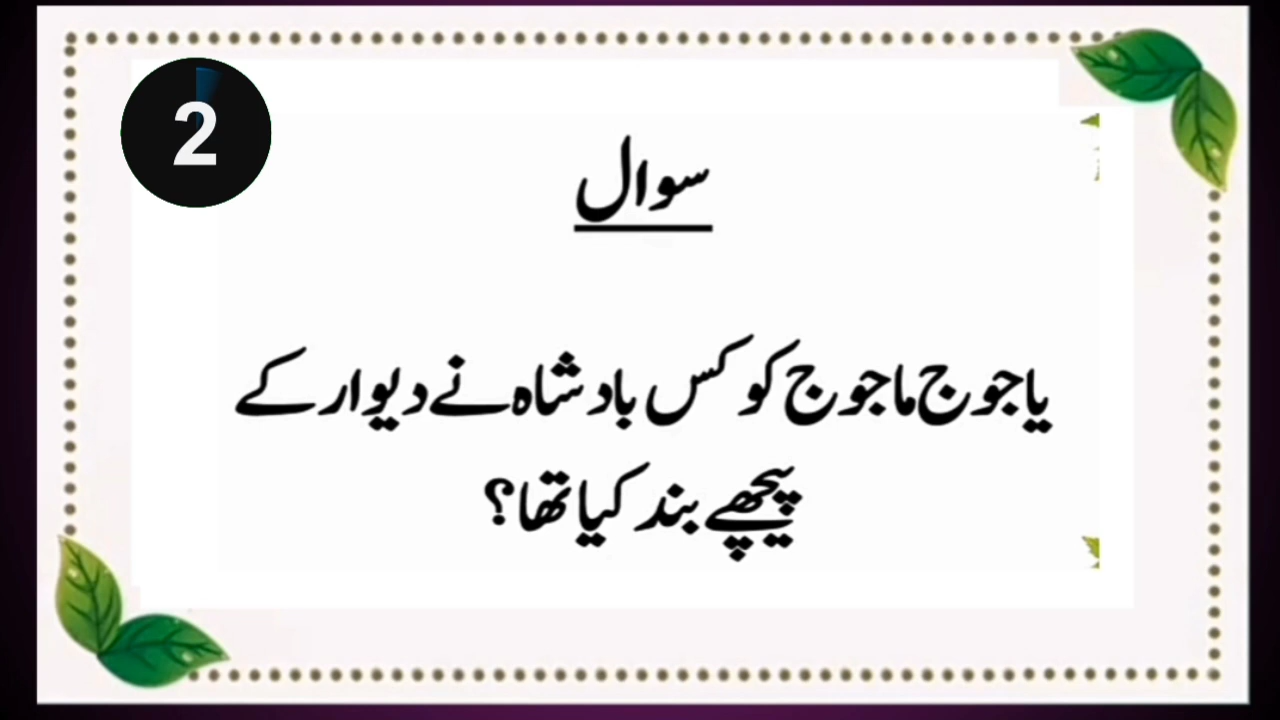 2
سوال
یاجوج ماجوج کو کس بادشاہ نے دیوار کے
پیچھے بند کیا تھا؟